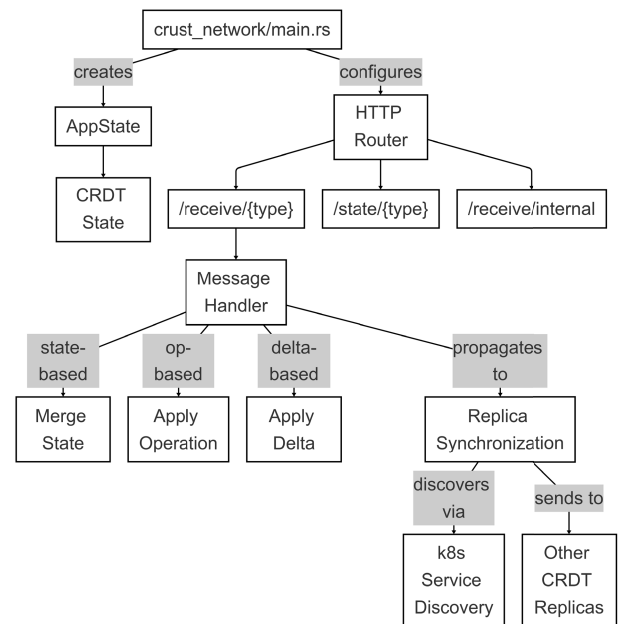 crust_network/main.rs
creates
configures
AppState
HTTP
Router
CRDT
State
/receive/{type}
/state/{type}
/receive/internal
Message
Handler
state-
based
op-
based
delta-
based
propagates
to
Merge
State
Apply
Operation
Apply
Delta
Replica
Synchronization
discovers
via
sends to
k8s
Service
Discovery
Other
CRDT
Replicas